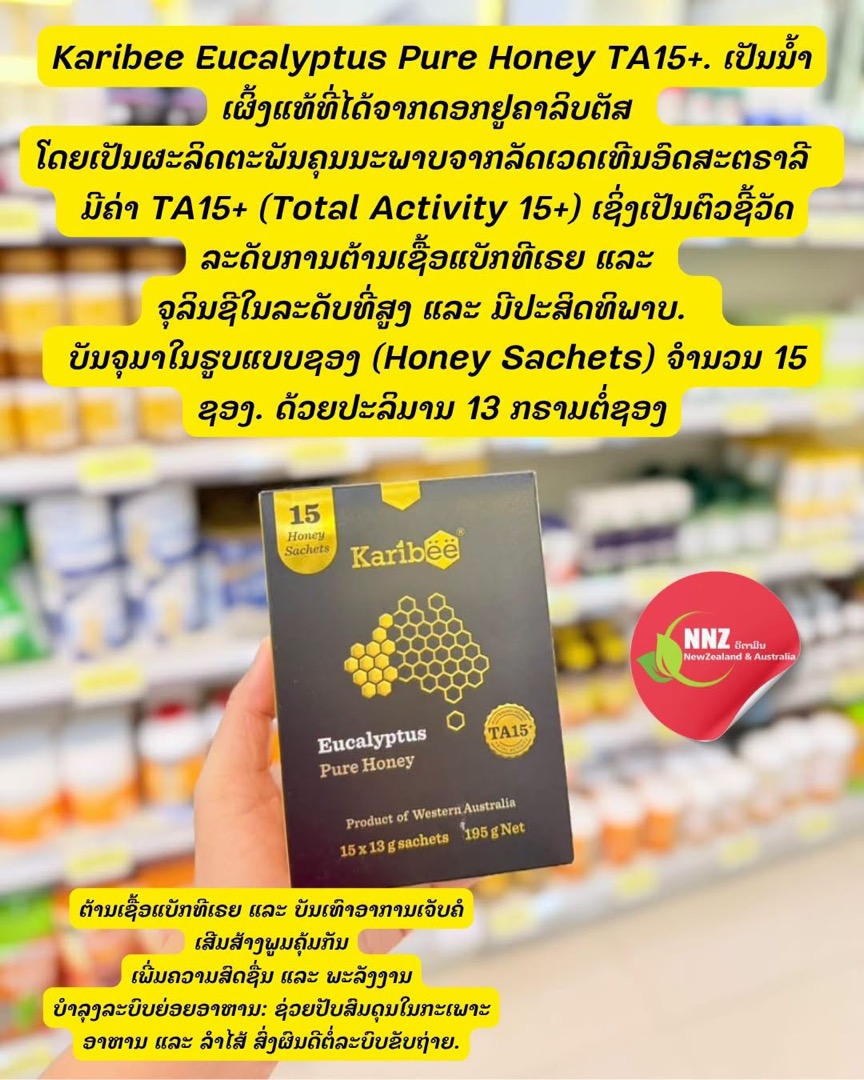 Karibee Eucalyptus Pure Honey TA15+. ເປັນນໍ້າ
ເຜິ້ງແທ້ທີ່ໄດ້ຈາກດອກຢູຄາລິບຕັສ
ໂດຍເປັນຜະລິດຕະພັນຄຸນນະພາບຈາກລັດເວດເທີນອົດສະຕຣາລີ
ມີຄ່າ TA15+ (Total Activity 15+) ເຊິ່ງເປັນຕົວຊີ້ວັດ
ລະດັບການຕ້ານເຊື້ອແບັກທີເຣຍ ແລະ
ຈຸລິນຊີໃນລະດັບທີ່ສູງ ແລະ ມີປະສິດທິພາບ.
ບັນຈຸມາໃນຮູບແບບຊອງ (Honey Sachets) ຈຳນວນ 15
ຊອງ. ດ້ວຍປະລິມານ 13 ກຣາມຕໍ່ຊອງ
15
Honey
Sachets
Karibee®
Eucalyptus
Pure Honey
TA15+
Product of Western Australia
15 x 13 g sachets 195 g Net
NNZ ວິຕາມິນ
NewZealand & Australia
ຕ້ານເຊື້ອແບັກທີເຣຍ ແລະ ບັນເທົາອາການເຈັບຄໍ
ເສີມສ້າງພູມຄຸ້ມກັນ
ເພີ່ມຄວາມສົດຊື່ນ ແລະ ພະລັງງານ
ບຳລຸງລະບົບຍ່ອຍອາຫານ: ຊ່ວຍປັບສົມດຸນໃນກະເພາະ
ອາຫານ ແລະ ລຳໄສ້ ສົ່ງຜົນດີຕໍ່ລະບົບຂັບຖ່າຍ.